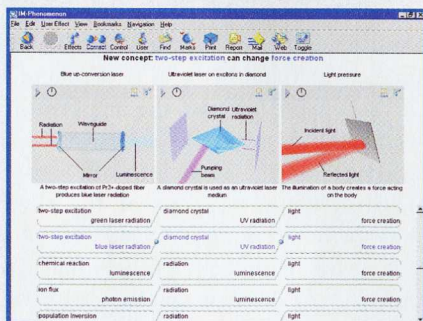 IM-Phenomenon
File Edit User Effect View Bookmarks Navigation Help
Back Effects Control User Find Marks Print Report Mail Web Toggle
New concept: two-step excitation can change force creation
Blue up-conversion laser
Ultraviolet laser on excitons in diamond
Light pressure
Radiation
Waveguide
Mirror
Luminescence
Diamond crystal
Ultraviolet radiation
Pumping beam
Incident light
Reflected light
A two-step excitation of Pr3+-doped fiber
produces blue laser radiation
A diamond crystal is used as an ultraviolet laser
medium
The illumination of a body creates a force acting
on the body
two-step excitation
green laser radiation
diamond crystal
UV radiation
light
force creation
two-step excitation
blue laser radiation
diamond crystal
UV radiation
light
force creation
chemical reaction
luminescence
radiation
luminescence
light
force creation
ion flux
photon emission
radiation
luminescence
light
force creation
population inversion
radiation
light